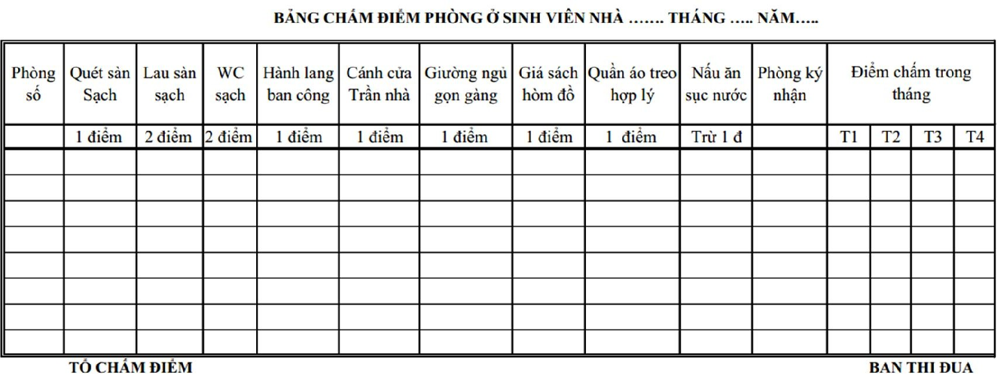 BẢNG CHẤM ĐIỂM PHÒNG Ở SINH VIÊN NHÀ ....... THÁNG ..... NĂM.....
Phòng số Quét sàn Sạch Lau sàn sạch WC sạch Hành lang ban công Cánh cửa Trần nhà Giường ngủ gọn gàng Giá sách hòm đồ Quần áo treo hợp lý Nấu ăn sục nước Phòng ký nhận Điểm chấm trong tháng
1 điểm 2 điểm 2 điểm 1 điểm 1 điểm 1 điểm 1 điểm 1 điểm Trừ 1 đ T1 T2 T3 T4
TỔ CHẤM ĐIỂM BAN THI ĐUA